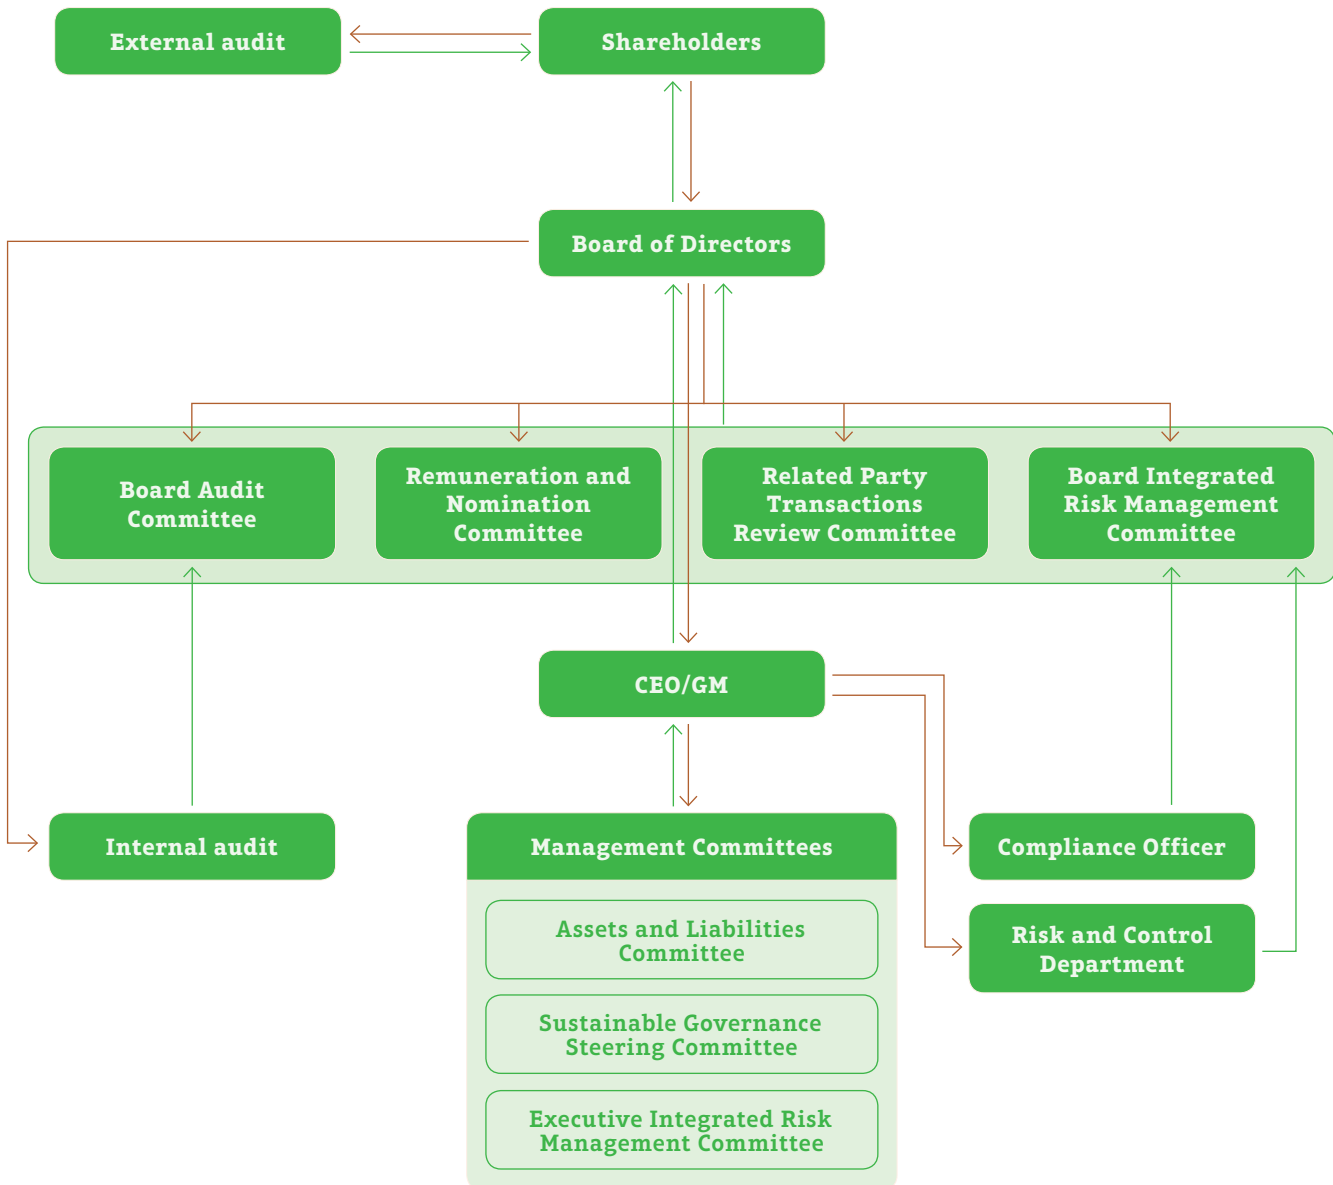 External audit
Shareholders
Board of Directors
Board Audit
Committee
Remuneration and
Nomination
Committee
Related Party
Transactions
Review Committee
Board Integrated
Risk Management
Committee
CEO/GM
Internal audit
Management Committees
Assets and Liabilities
Committee
Sustainable Governance
Steering Committee
Executive Integrated Risk
Management Committee
Compliance Officer
Risk and Control
Department